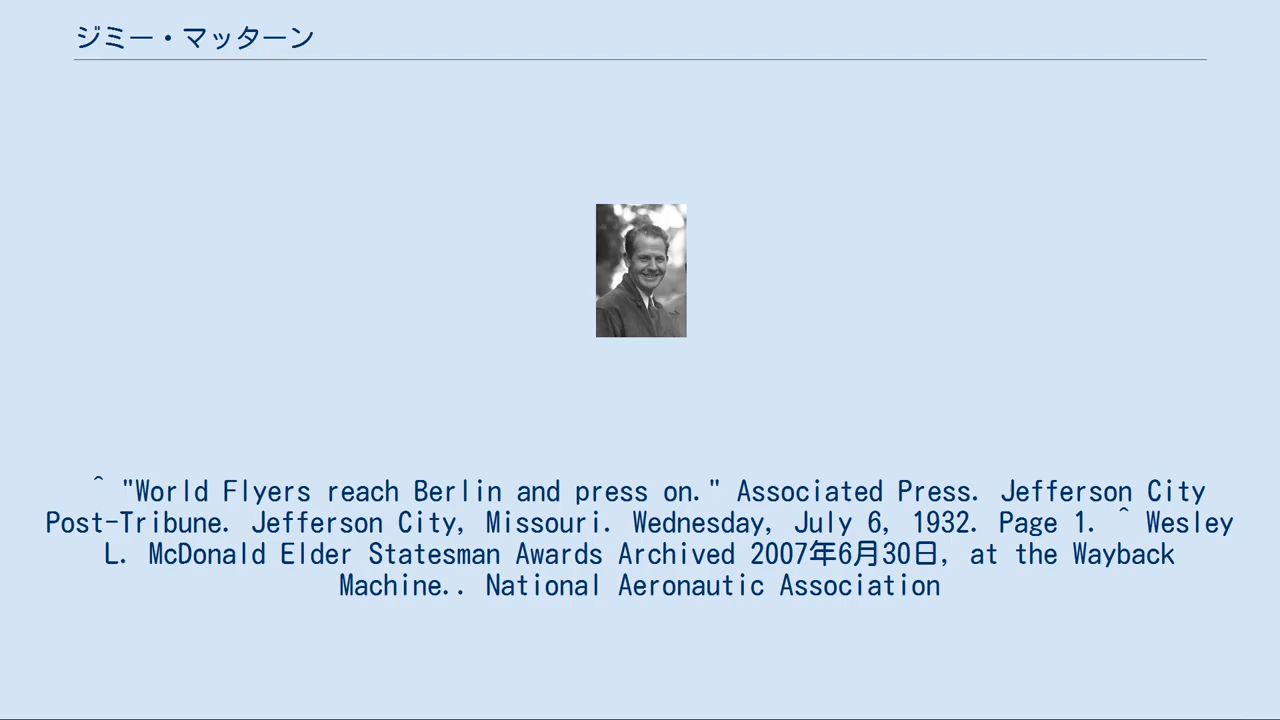 ジミー・マッターン
^ "World Flyers reach Berlin and press on." Associated Press. Jefferson City
Post-Tribune. Jefferson City, Missouri. Wednesday, July 6, 1932. Page 1. ^ Wesley
L. McDonald Elder Statesman Awards Archived 2007年6月30日, at the Wayback
Machine.. National Aeronautic Association